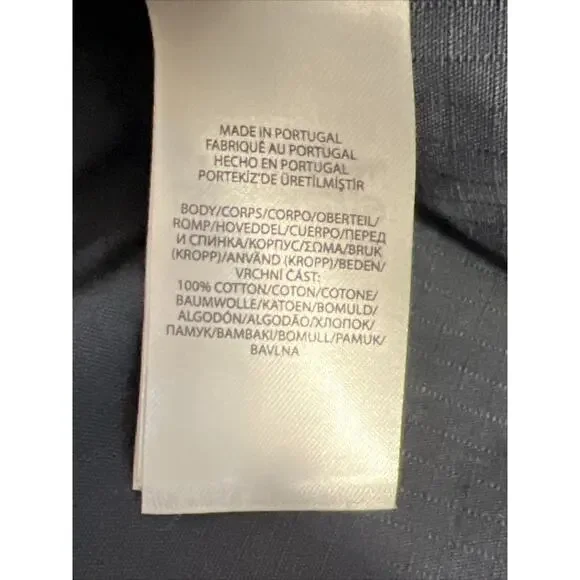 MADE IN PORTUGAL
FABRIQUÉ AU PORTUGAL
HECHO EN PORTUGAL
PORTEKİZ'DE ÜRETİLMİŞTİR
BODY/CORPS/CORPO/OBERTEIL/
ROMP/HOVEDDEL/CUERPO/ПЕРЕД
И СПИНКА/КОРПУС/ΣΩΜΑ/BRUK
(KROPP)/ANVÄND (KROPP)/BEDEN/
VRCHNÍ ČÁST:
100% COTTON/COTON/COTONE/
BAUMWOLLE/KATOEN/BOMULD/
ALGODÓN/ALGODÃO/ХЛОПОК/
ПАМУК/ΒΑΜΒΑΚΙ/BOMULL/PAMUK/
BAVLNA